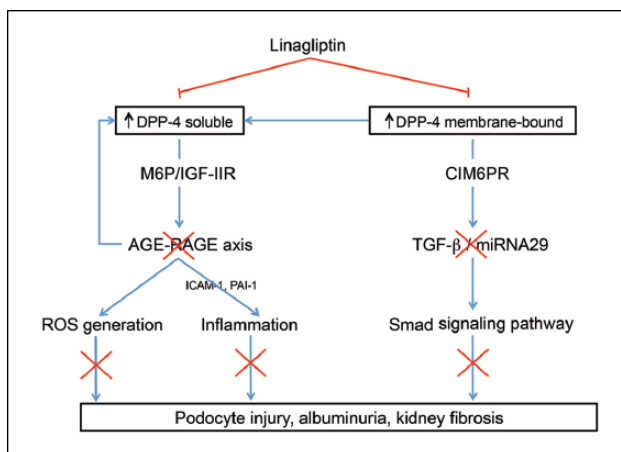 Linagliptin
↑DPP-4 soluble
↑DPP-4 membrane-bound
M6P/IGF-IIR
CIM6PR
AGE-RAGE axis
TGF-β / miRNA29
ICAM-1, PAI-1
ROS generation
Inflammation
Smad signaling pathway
Podocyte injury, albuminuria, kidney fibrosis